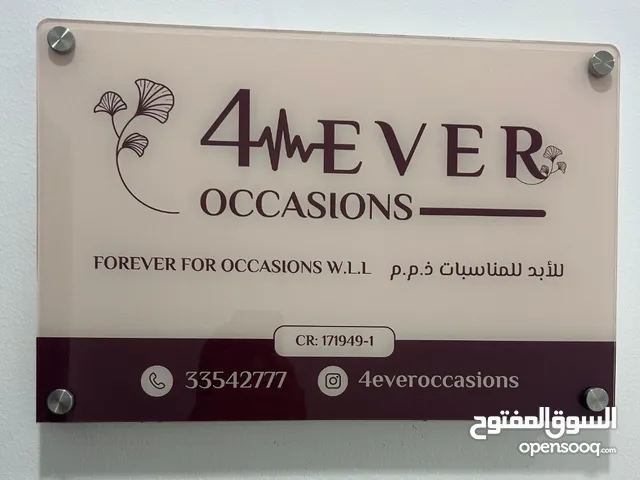 4EVER
OCCASIONS
FOREVER FOR OCCASIONS W.L.L للأبد للمناسبات ذ.م.م
CR: 171949-1
33542777 4everoccasions
السوق المفتوح
opensooq.com